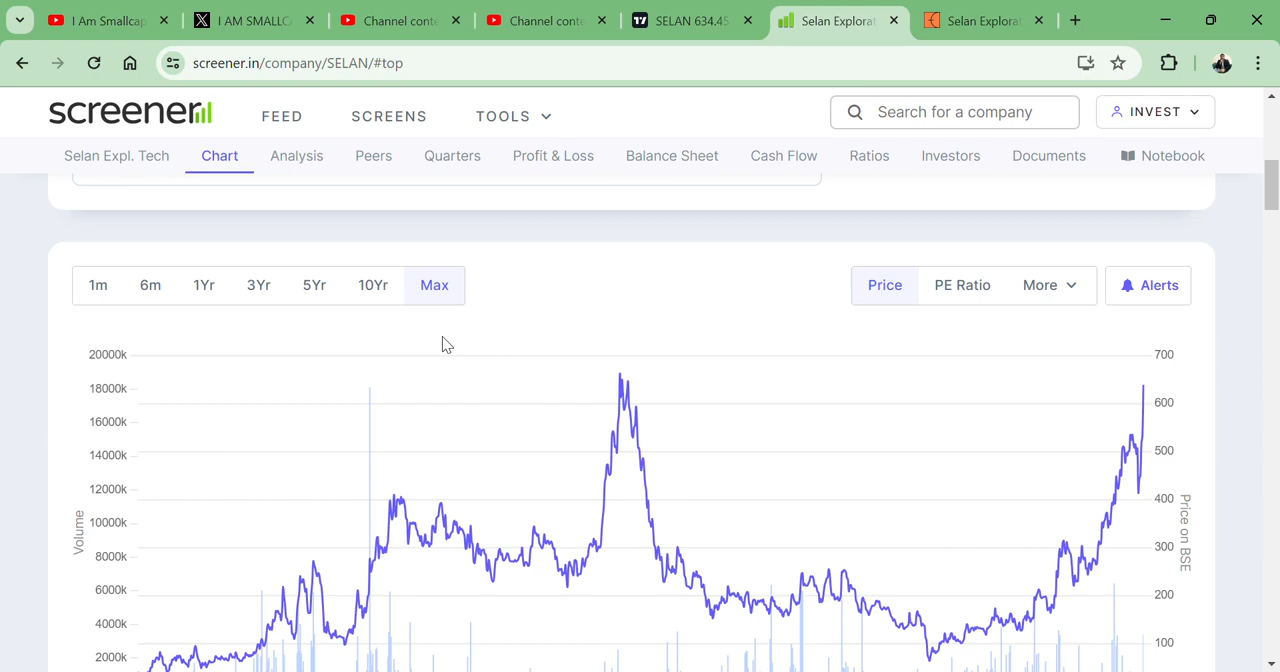 I Am Smallcap
I AM SMALLCA
Channel conte
Channel conte
SELAN 634.45
Selan Explorat
Selan Explorat
screener.in/company/SELAN/#top
screener
FEED
SCREENS
TOOLS
Search for a company
INVEST
Selan Expl. Tech
Chart
Analysis
Peers
Quarters
Profit & Loss
Balance Sheet
Cash Flow
Ratios
Investors
Documents
Notebook
1m
6m
1Yr
3Yr
5Yr
10Yr
Max
Price
PE Ratio
More
Alerts
20000k
18000k
16000k
14000k
12000k
10000k
8000k
6000k
4000k
2000k
Volume
700
600
500
400
300
200
100
Price on BSE